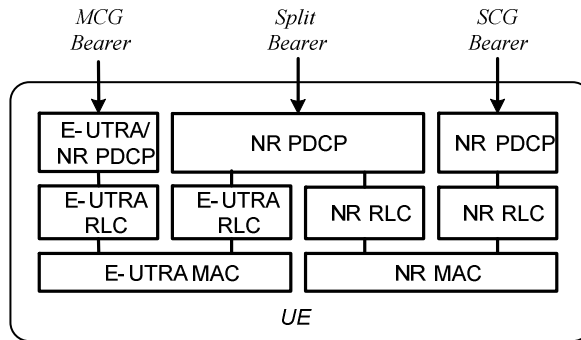 MCG Bearer
Split Bearer
SCG Bearer
E-UTRA/ NR PDCP
NR PDCP
NR PDCP
E-UTRA RLC
E-UTRA RLC
NR RLC
NR RLC
E-UTRA MAC
NR MAC
UE